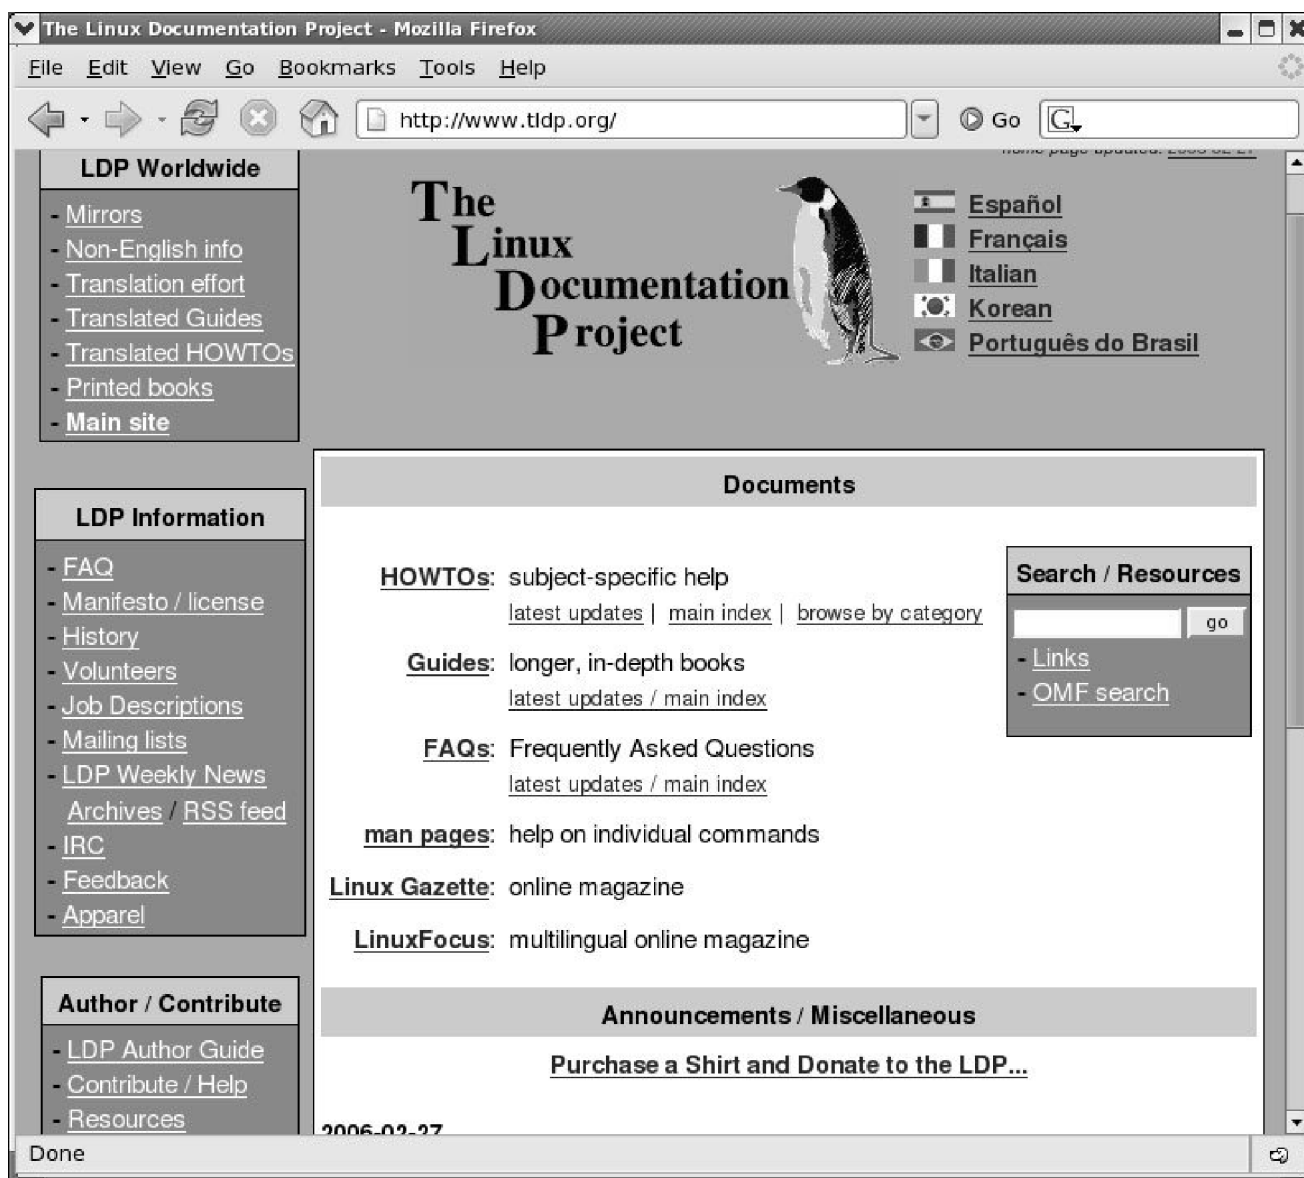 The Linux Documentation Project - Mozilla Firefox
File Edit View Go Bookmarks Tools Help
http://www.tldp.org/ Go G
LDP Worldwide
- Mirrors
- Non-English info
- Translation effort
- Translated Guides
- Translated HOWTOs
- Printed books
- Main site
The
Linux
Documentation
Project
Español
Français
Italian
Korean
Português do Brasil
LDP Information
- FAQ
- Manifesto / license
- History
- Volunteers
- Job Descriptions
- Mailing lists
- LDP Weekly News
Archives / RSS feed
- IRC
- Feedback
- Apparel
Author / Contribute
- LDP Author Guide
- Contribute / Help
- Resources
Documents
HOWTOs: subject-specific help
latest updates | main index | browse by category
Guides: longer, in-depth books
latest updates / main index
FAQs: Frequently Asked Questions
latest updates / main index
man pages: help on individual commands
Linux Gazette: online magazine
LinuxFocus: multilingual online magazine
Search / Resources
go
- Links
- OMF search
Announcements / Miscellaneous
Purchase a Shirt and Donate to the LDP...
2006-02-27
Done